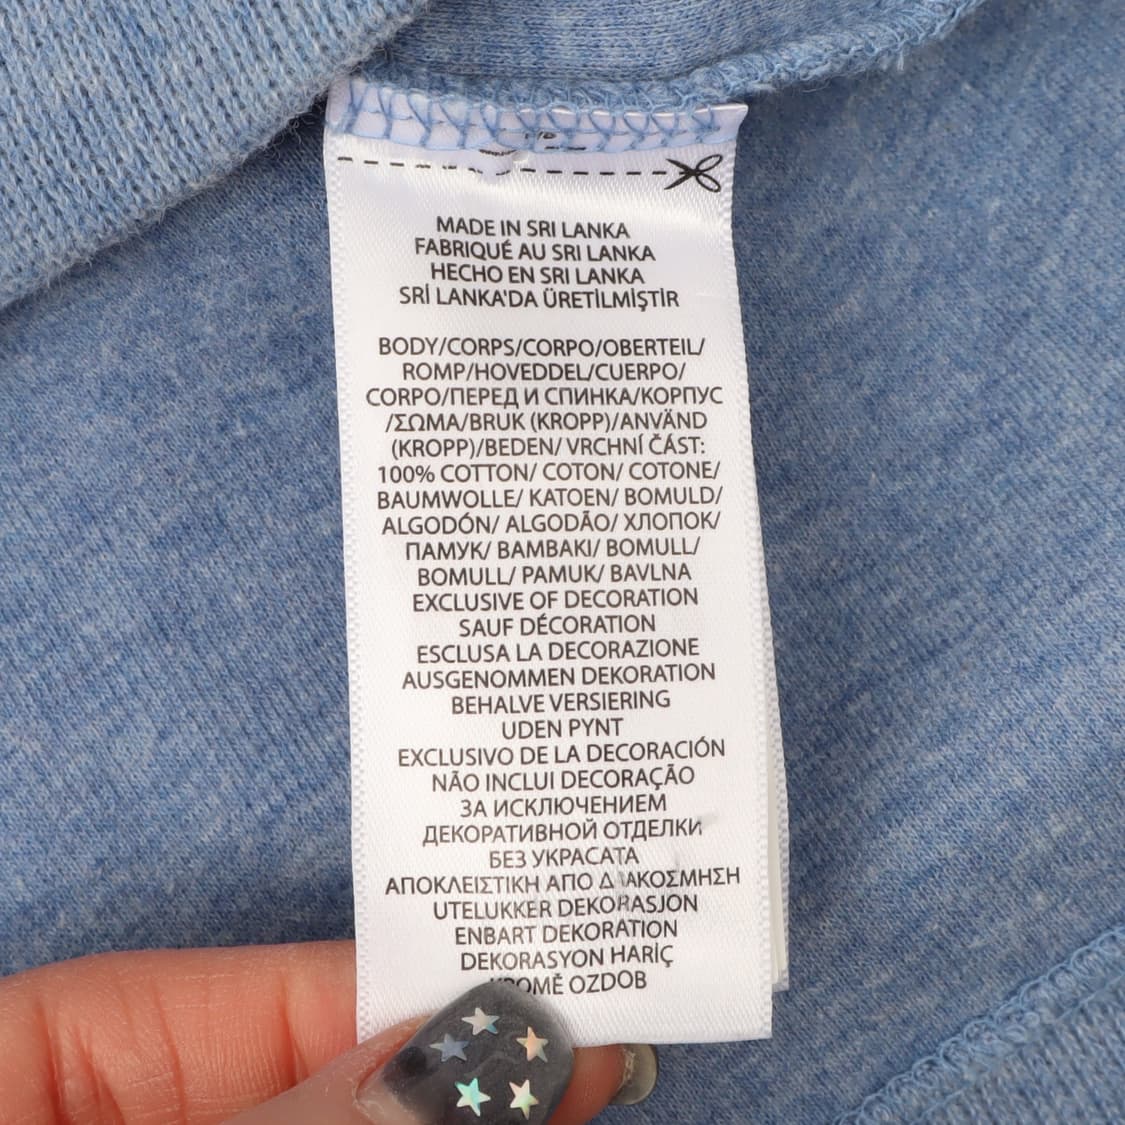 MADE IN SRI LANKA
FABRIQUÉ AU SRI LANKA
HECHO EN SRI LANKA
SRİ LANKA'DA ÜRETİLMİŞTİR
BODY/CORPS/CORPO/OBERTEIL/
ROMP/HOVEDDEL/CUERPO/
CORPO/ПЕРЕД И СПИНКА/КОРПУС
/ΣΩΜΑ/BRUK (KROPP)/ANVÄND
(KROPP)/BEDEN/ VRCHNÍ ČÁST:
100% COTTON/ COTON/ COTONE/
BAUMWOLLE/ KATOEN/ BOMULD/
ALGODÓN/ ALGODÃO/ ХЛОПОК/
ПАМУК/ BAMBAKI/ BOMULL/
BOMULL/ PAMUK/ BAVLNA
EXCLUSIVE OF DECORATION
SAUF DÉCORATION
ESCLUSA LA DECORAZIONE
AUSGENOMMEN DEKORATION
BEHALVE VERSIERING
UDEN PYNT
EXCLUSIVO DE LA DECORACIÓN
NÃO INCLUI DECORAÇÃO
ЗА ИСКЛЮЧЕНИЕМ
ДЕКОРАТИВНОЙ ОТДЕЛКИ
БЕЗ УКРАСАТА
ΑΠΟΚΛΕΙΣΤΙΚΗ ΑΠΟ ΔΙΑΚΟΣΜΗΣΗ
UTELUKKER DEKORASJON
ENBART DEKORATION
DEKORASYON HARİÇ
KROMĚ OZDOB